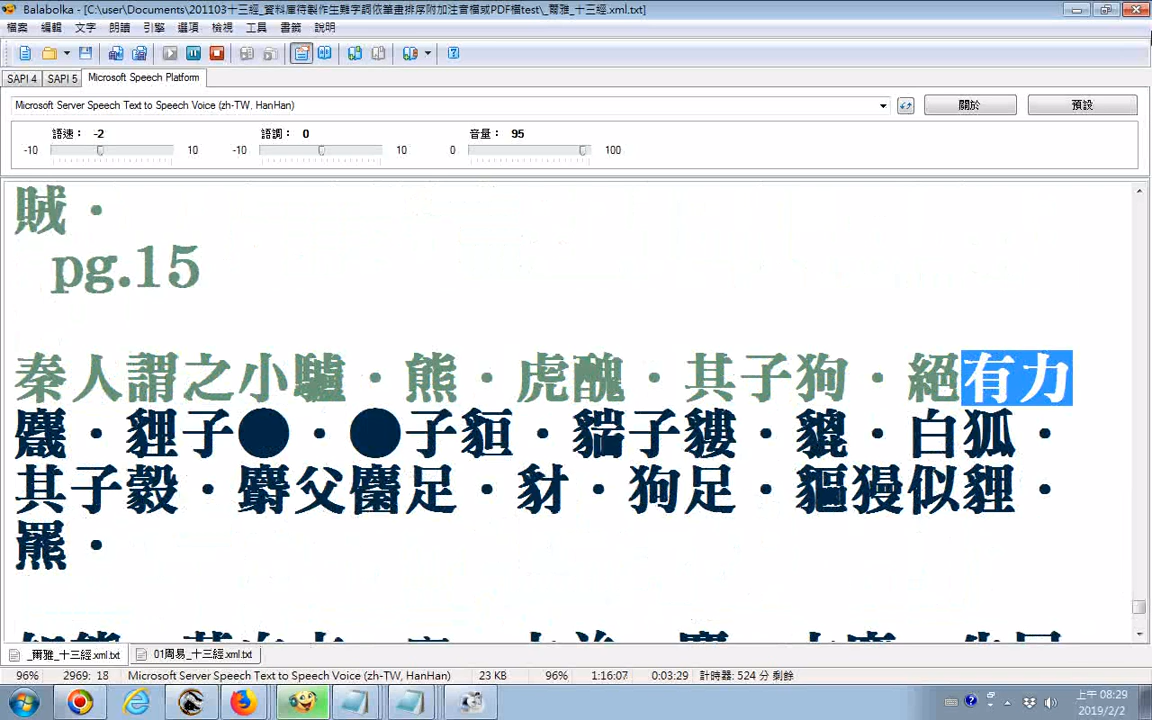 Balabolka - [C:\user\Documents\201103十三經_資料庫待製作生難字詞依筆畫排序附加注音檔或PDF檔test\_爾雅_十三經.xml.txt]
檔案 編輯 文字 朗讀 引擎 選項 檢視 工具 書籤 說明
SAPI 4 SAPI 5 Microsoft Speech Platform
Microsoft Server Speech Text to Speech Voice (zh-TW, HanHan) 關於 預設
語速： -2 語調： 0 音量： 95
-10 10 -10 10 0 100
賊．
pg.15
秦人謂之小驢．熊．虎醜．其子狗．絕有力
麙．貍子●．●子貆．貒子貗．貔．白狐．
其子縠．麝父麕足．豺．狗足．貙獌似貍．
羆．
_爾雅_十三經.xml.txt 01周易_十三經.xml.txt
96% 2969: 18 Microsoft Server Speech Text to Speech Voice (zh-TW, HanHan) 23 KB 96% 1:16:07 0:03:29 計時器: 524 分 剩餘
上午 08:29
2019/2/2